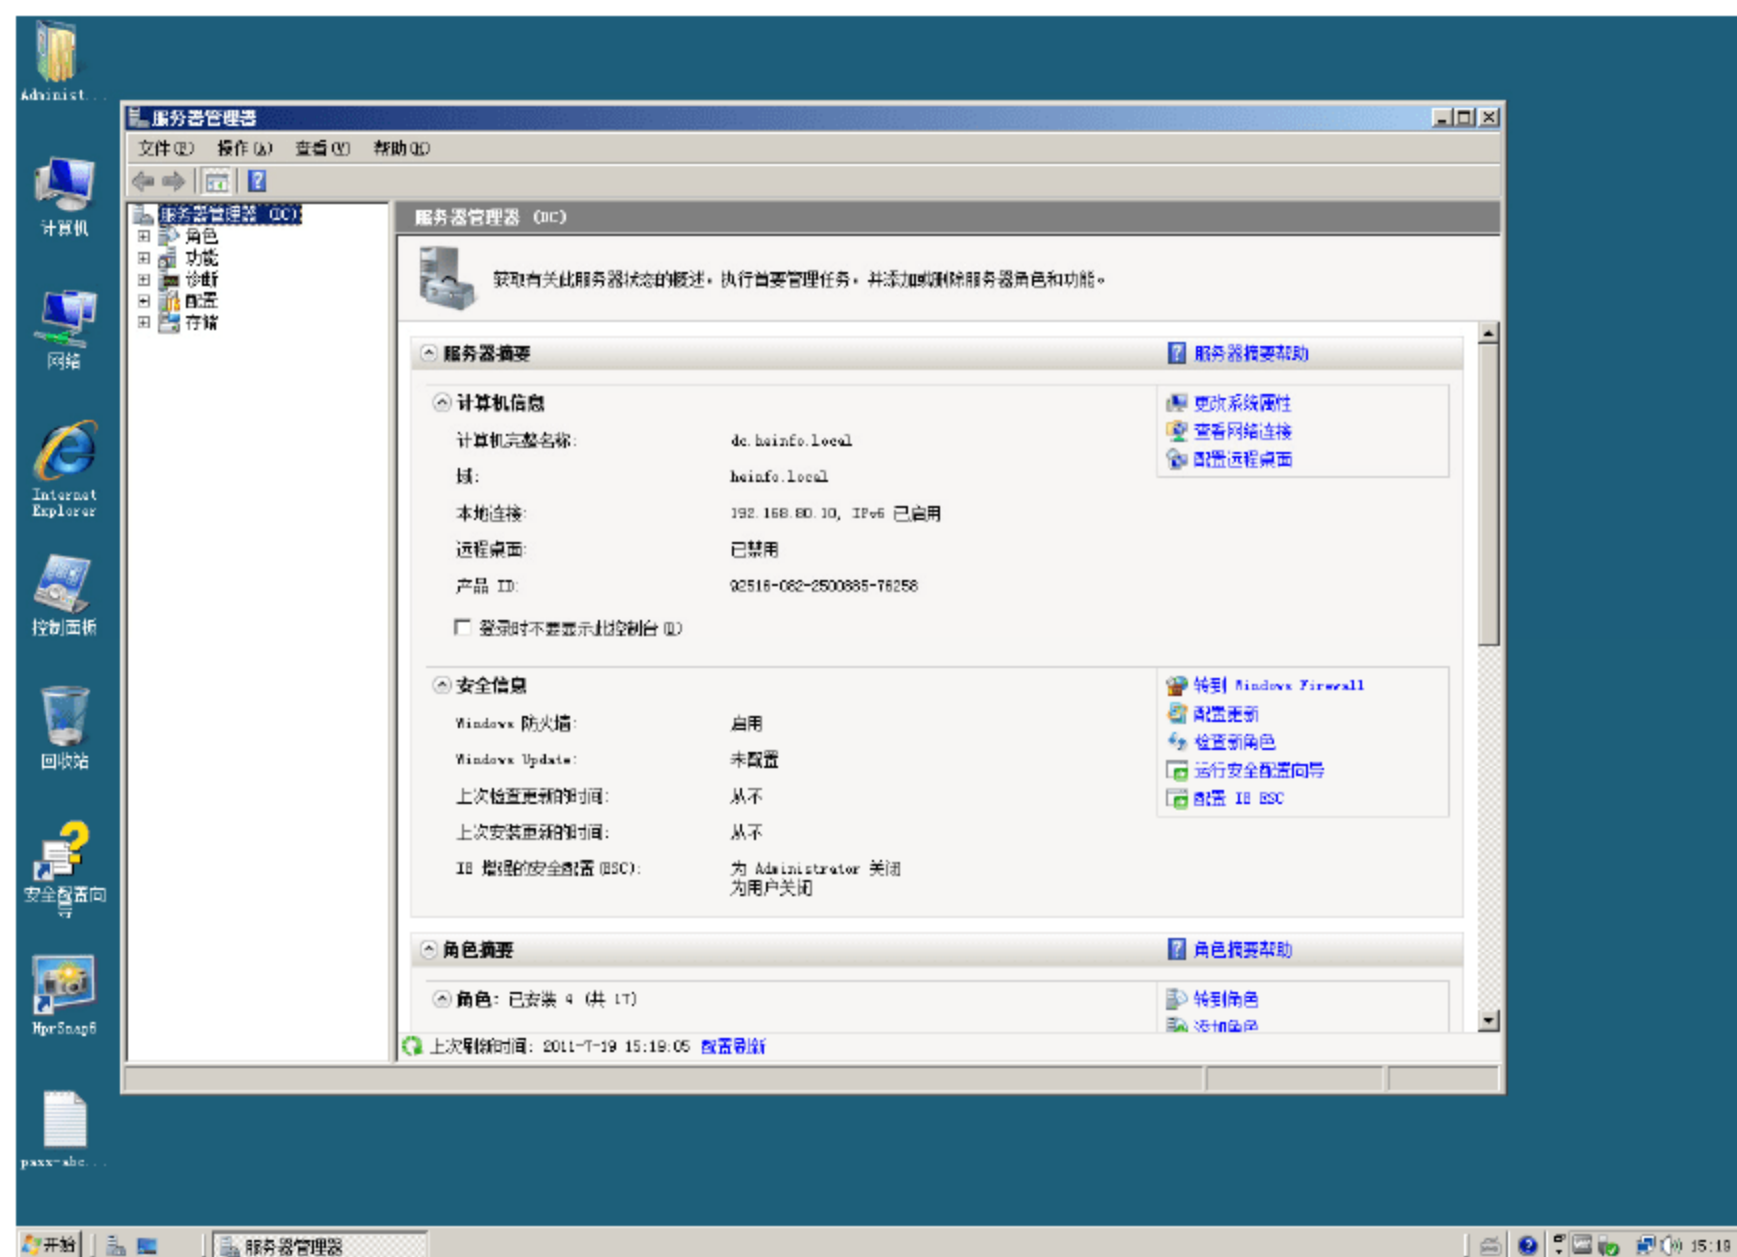 Administ...
计算机
网络
Internet
Explorer
控制面板
回收站
安全配置向
导
HprSnap6
pass-abc...
服务器管理器
文件(F) 操作(A) 查看(V) 帮助(H)
服务器管理器 (DC)
角色
功能
诊断
配置
存储
服务器管理器 (DC)
获取有关此服务器状态的概述，执行首要管理任务，并添加或删除服务器角色和功能。
服务器摘要
服务器摘要帮助
计算机信息
计算机完整名称: dc.hsinfo.local
域: hsinfo.local
本地连接: 192.168.80.10, IPv6 已启用
远程桌面: 已禁用
产品 ID: 92516-082-2500885-76258
登录时不要显示此控制台(D)
更改系统属性
查看网络连接
配置远程桌面
安全信息
Windows 防火墙: 启用
Windows Update: 未配置
上次检查更新的时间: 从不
上次安装更新的时间: 从不
IE 增强的安全配置(ESC): 为 Administrator 关闭
为用户关闭
转到 Windows Firewall
配置更新
检查新角色
运行安全配置向导
配置 IE ESC
角色摘要
角色摘要帮助
角色: 已安装 4 (共 17)
转到角色
添加角色
上次刷新时间: 2011-7-19 15:19:05 配置刷新
开始
服务器管理器
15:19